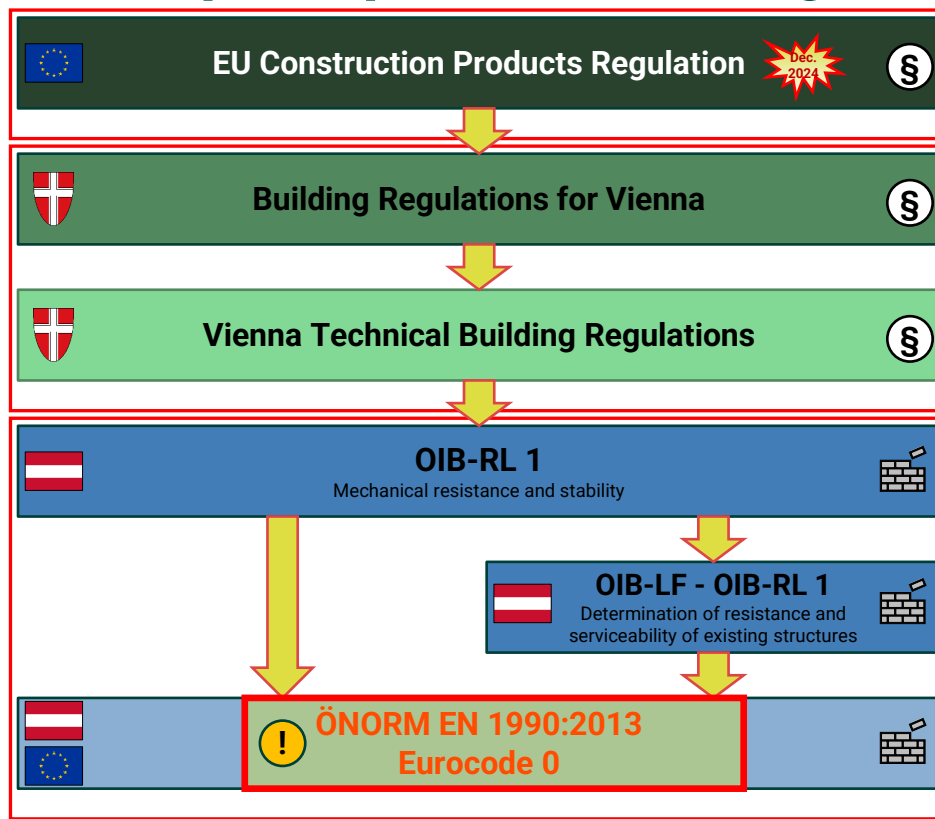 EU Construction Products Regulation
Dec.
2024
§
Building Regulations for Vienna
§
Vienna Technical Building Regulations
§
OIB-RL 1
Mechanical resistance and stability
OIB-LF - OIB-RL 1
Determination of resistance and
serviceability of existing structures
!
ÖNORM EN 1990:2013
Eurocode 0